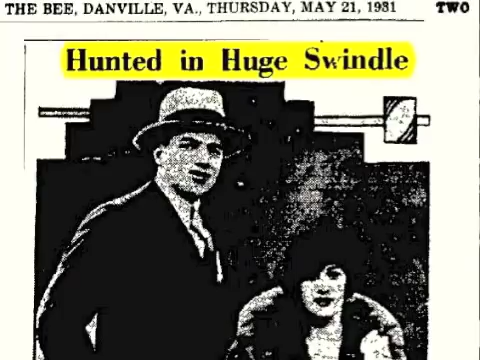 THE BEE, DANVILLE, VA., THURSDAY, MAY 21, 1931 TWO
Hunted in Huge Swindle